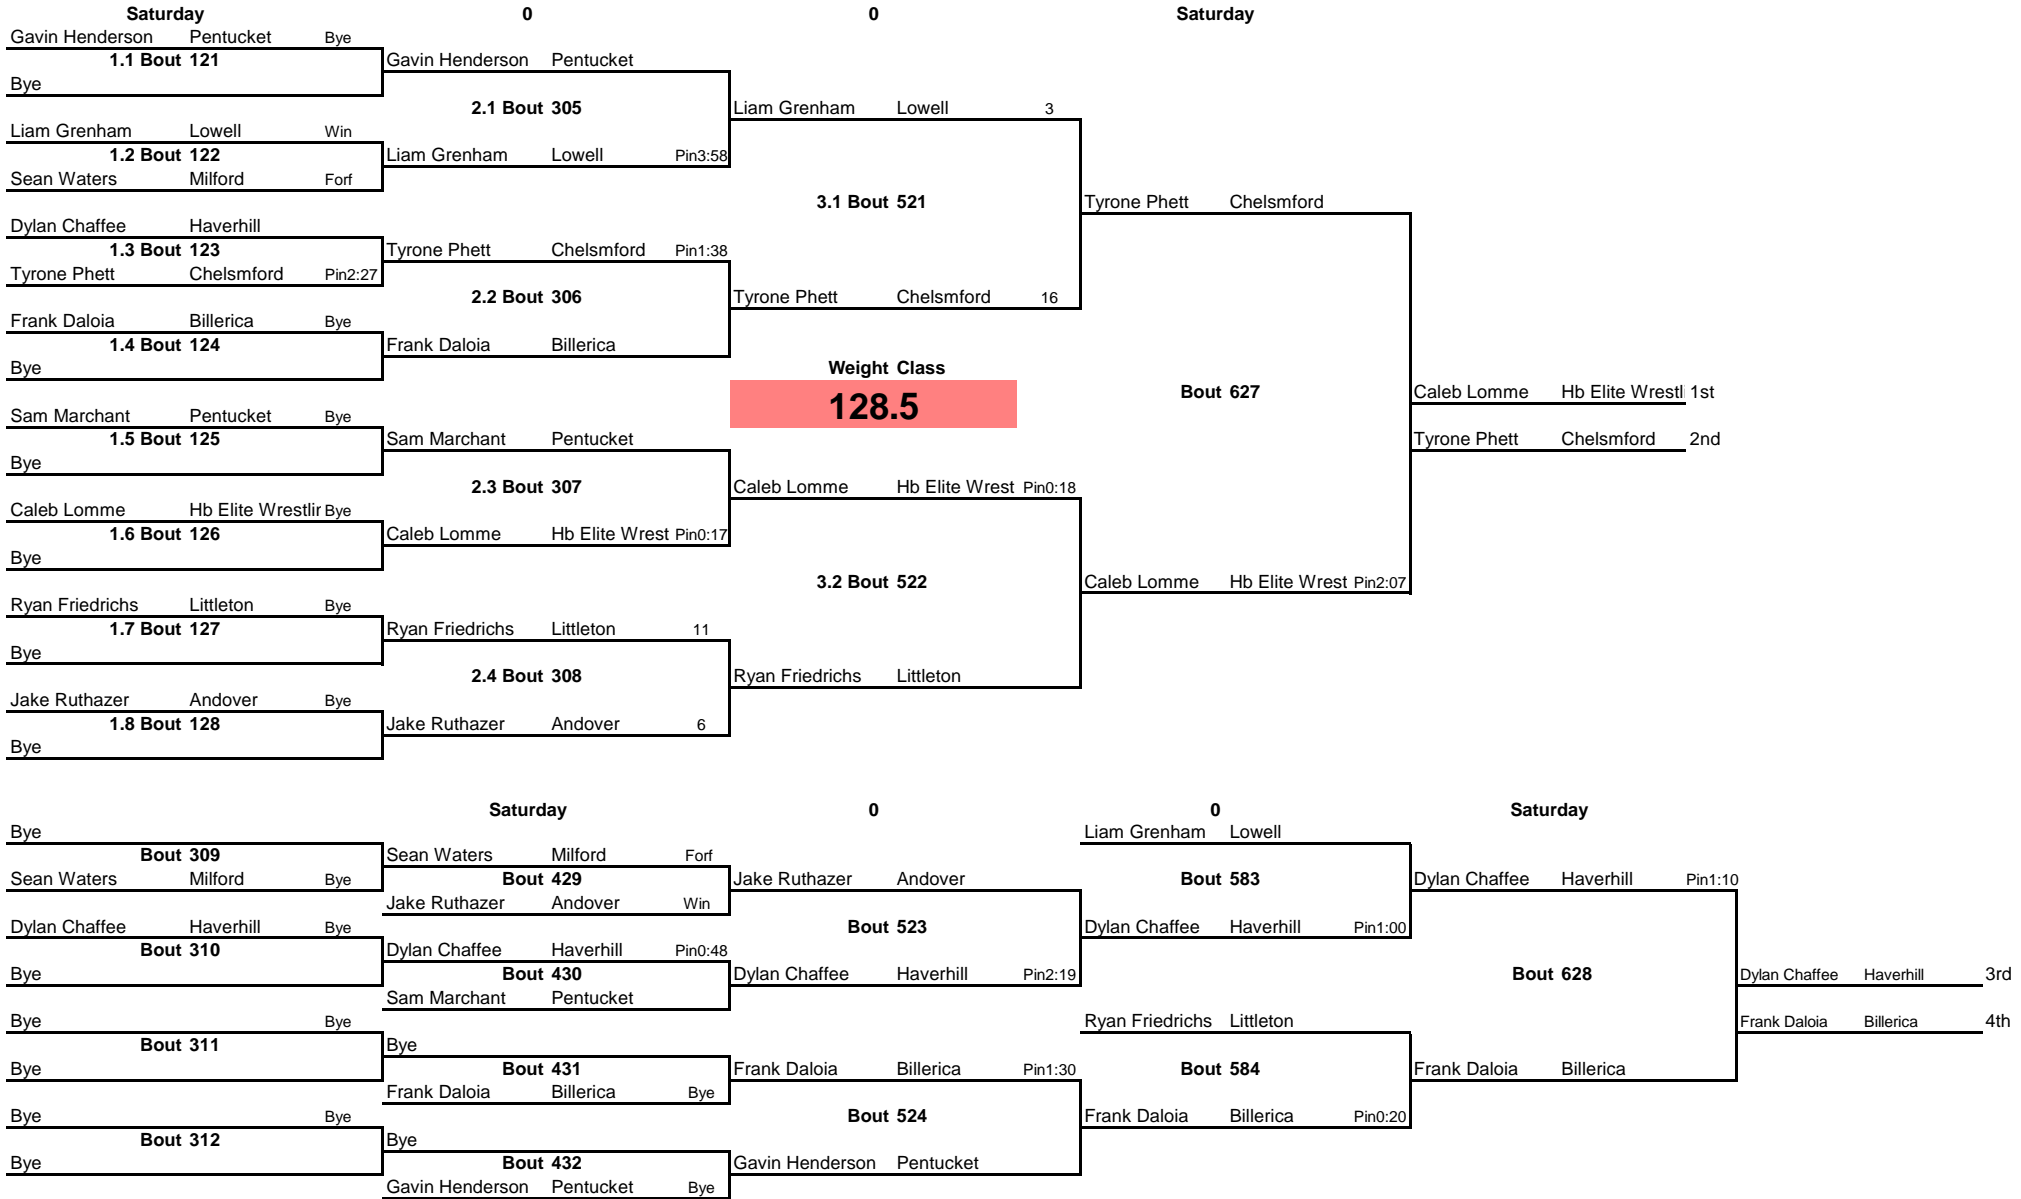 Saturday 0 0 Saturday
Gavin Henderson Pentucket Bye
1.1 Bout 121 Gavin Henderson Pentucket
Bye
2.1 Bout 305 Liam Grenham Lowell 3
Liam Grenham Lowell Win
1.2 Bout 122 Liam Grenham Lowell Pin3:58
Sean Waters Milford Forf
3.1 Bout 521 Tyrone Phett Chelsmford
Dylan Chaffee Haverhill
1.3 Bout 123 Tyrone Phett Chelsmford Pin1:38
Tyrone Phett Chelsmford Pin2:27
2.2 Bout 306 Tyrone Phett Chelsmford 16
Frank Daloia Billerica Bye
1.4 Bout 124 Frank Daloia Billerica
Bye Weight Class
Bout 627 Caleb Lomme Hb Elite Wrestli 1st
128.5
Sam Marchant Pentucket Bye
1.5 Bout 125 Sam Marchant Pentucket Tyrone Phett Chelsmford 2nd
Bye
2.3 Bout 307 Caleb Lomme Hb Elite Wrest Pin0:18
Caleb Lomme Hb Elite Wrestlir Bye
1.6 Bout 126 Caleb Lomme Hb Elite Wrest Pin0:17
Bye
3.2 Bout 522 Caleb Lomme Hb Elite Wrest Pin2:07
Ryan Friedrichs Littleton Bye
1.7 Bout 127 Ryan Friedrichs Littleton 11
Bye
2.4 Bout 308 Ryan Friedrichs Littleton
Jake Ruthazer Andover Bye
1.8 Bout 128 Jake Ruthazer Andover 6
Bye
Saturday 0 0 Saturday
Bye Liam Grenham Lowell
Bout 309 Sean Waters Milford Forf
Sean Waters Milford Bye Bout 429 Jake Ruthazer Andover Bout 583 Dylan Chaffee Haverhill Pin1:10
Jake Ruthazer Andover Win
Dylan Chaffee Haverhill Bye Bout 523 Dylan Chaffee Haverhill Pin1:00
Bout 310 Dylan Chaffee Haverhill Pin0:48
Bye Bout 430 Dylan Chaffee Haverhill Pin2:19 Bout 628 Dylan Chaffee Haverhill 3rd
Sam Marchant Pentucket
Bye Bye Ryan Friedrichs Littleton Frank Daloia Billerica 4th
Bout 311 Bye
Bye Bout 431 Frank Daloia Billerica Pin1:30 Bout 584 Frank Daloia Billerica
Frank Daloia Billerica Bye
Bye Bye Bout 524 Frank Daloia Billerica Pin0:20
Bout 312 Bye
Bye Bout 432 Gavin Henderson Pentucket
Gavin Henderson Pentucket Bye